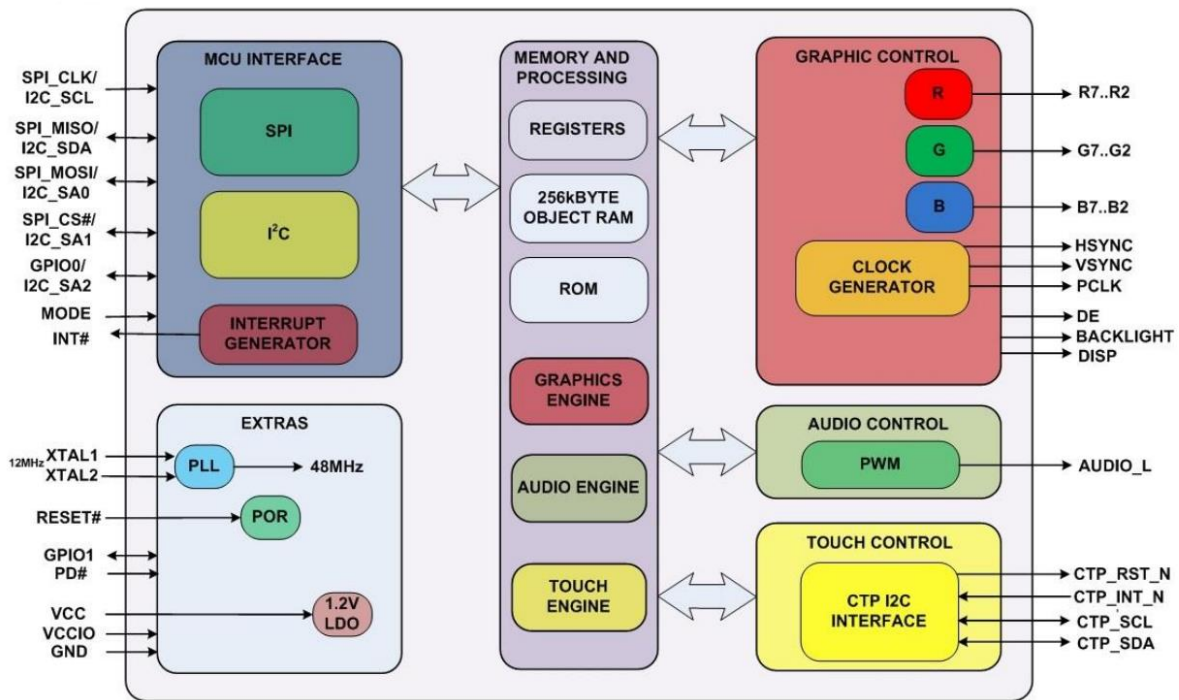 MCU INTERFACE
SPI_CLK/
I2C_SCL
SPI_MISO/
I2C_SDA
SPI_MOSI/
I2C_SA0
SPI_CS#/
I2C_SA1
GPIO0/
I2C_SA2
MODE
INT#
SPI
I²C
INTERRUPT
GENERATOR
EXTRAS
12MHz
XTAL1
XTAL2
PLL
48MHz
RESET#
POR
GPIO1
PD#
VCC
1.2V
LDO
VCCIO
GND
MEMORY AND
PROCESSING
REGISTERS
256kBYTE
OBJECT RAM
ROM
GRAPHICS
ENGINE
AUDIO ENGINE
TOUCH
ENGINE
GRAPHIC CONTROL
R
R7..R2
G
G7..G2
B
B7..B2
CLOCK
GENERATOR
HSYNC
VSYNC
PCLK
DE
BACKLIGHT
DISP
AUDIO CONTROL
PWM
AUDIO_L
TOUCH CONTROL
CTP I2C
INTERFACE
CTP_RST_N
CTP_INT_N
CTP_SCL
CTP_SDA